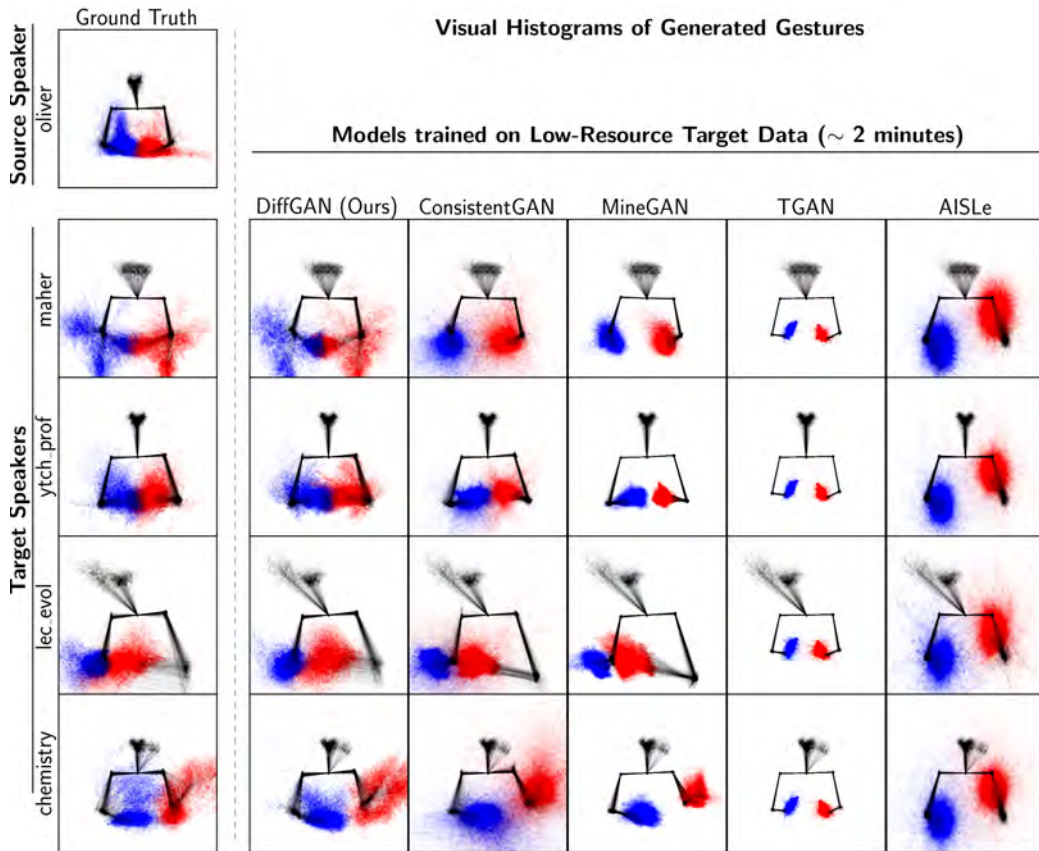 Ground Truth
Visual Histograms of Generated Gestures
Source Speaker
oliver
Models trained on Low-Resource Target Data (∼ 2 minutes)
DiffGAN (Ours) ConsistentGAN MineGAN TGAN AISLe
Target Speakers
maher
ytch_prof
lec_evol
chemistry